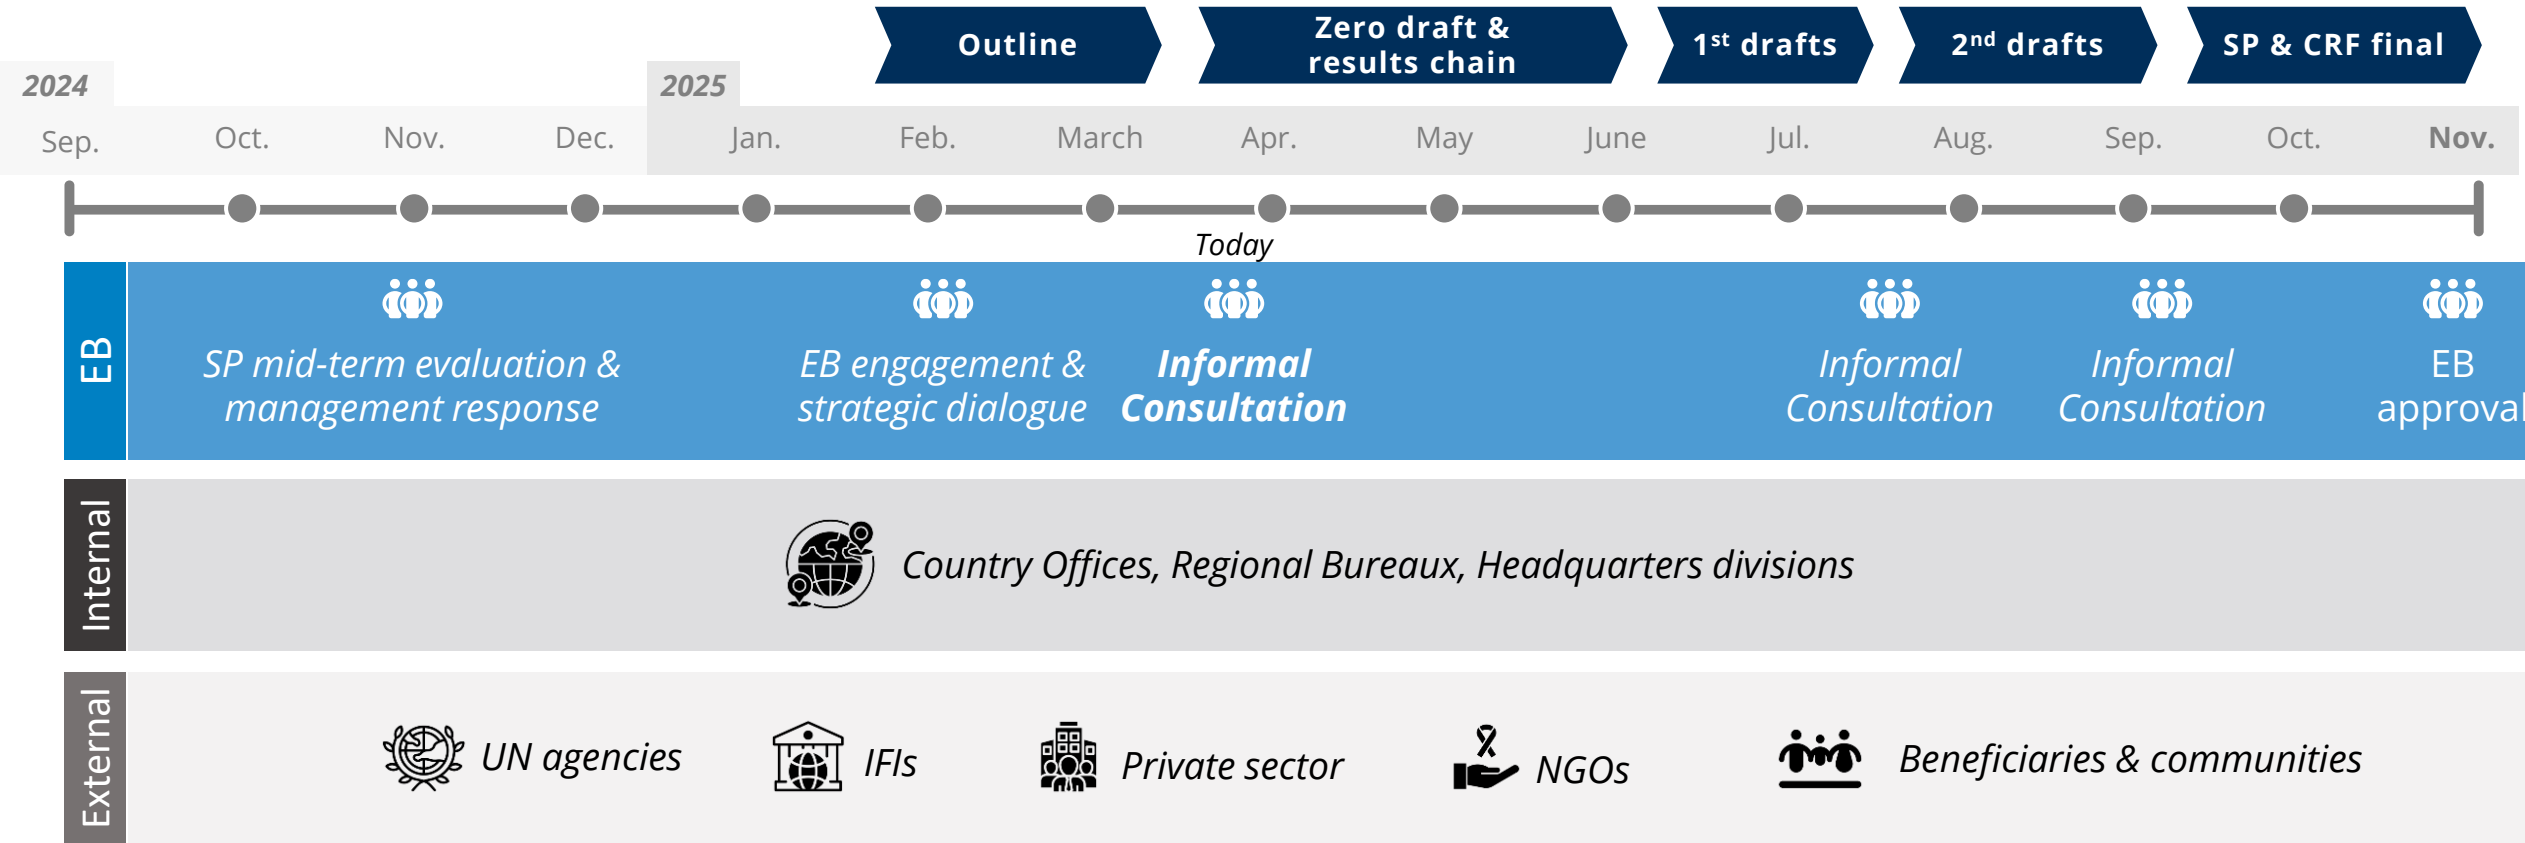 Outline
Zero draft &
results chain
1st drafts
2nd drafts
SP & CRF final
2024
2025
Sep.
Oct.
Nov.
Dec.
Jan.
Feb.
March
Apr.
May
June
Jul.
Aug.
Sep.
Oct.
Nov.
Today
EB
SP mid-term evaluation &
management response
EB engagement &
strategic dialogue
Informal
Consultation
Informal
Consultation
Informal
Consultation
EB
approval
Internal
Country Offices, Regional Bureaux, Headquarters divisions
External
UN agencies
IFIs
Private sector
NGOs
Beneficiaries & communities